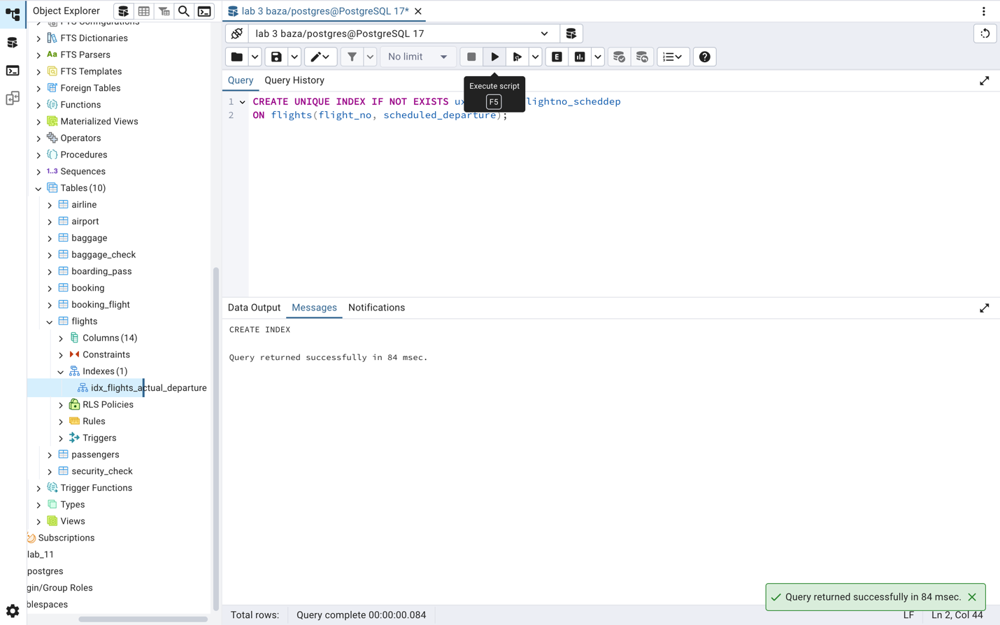 Object Explorer
FTS Configurations
FTS Dictionaries
Aa FTS Parsers
FTS Templates
Foreign Tables
Functions
Materialized Views
Operators
Procedures
1..3 Sequences
Tables (10)
airline
airport
baggage
baggage_check
boarding_pass
booking
booking_flight
flights
Columns (14)
Constraints
Indexes (1)
idx_flights_actual_departure
RLS Policies
Rules
Triggers
passengers
security_check
Trigger Functions
Types
Views
Subscriptions
lab_11
postgres
gin/Group Roles
blespaces
lab 3 baza/postgres@PostgreSQL 17*
lab 3 baza/postgres@PostgreSQL 17
No limit
E
Query Query History
Execute script
F5
1 CREATE UNIQUE INDEX IF NOT EXISTS ux lightno_scheddep
2 ON flights(flight_no, scheduled_departure);
Data Output Messages Notifications
CREATE INDEX
Query returned successfully in 84 msec.
Query returned successfully in 84 msec.
Total rows: Query complete 00:00:00.084 LF Ln 2, Col 44